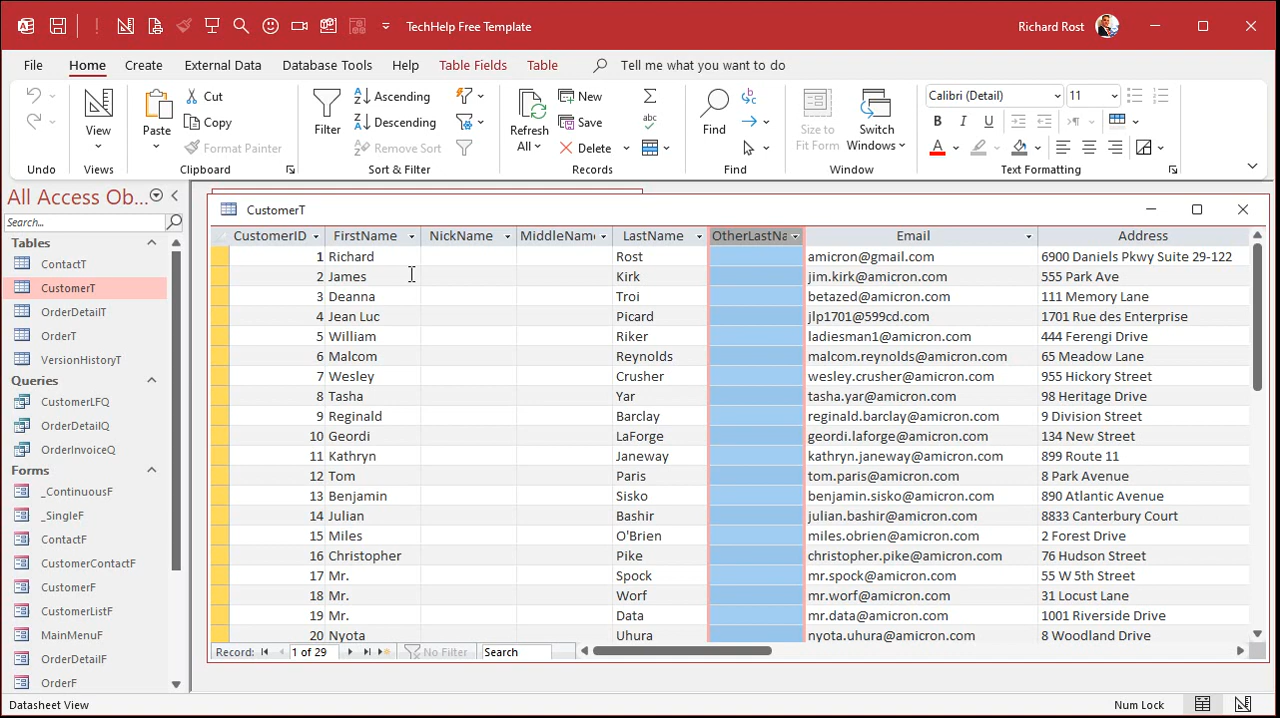 TechHelp Free Template
Richard Rost
File Home Create External Data Database Tools Help Table Fields Table Tell me what you want to do
Undo
View
Views
Paste
Cut
Copy
Format Painter
Clipboard
Filter
Ascending
Descending
Remove Sort
Sort & Filter
Refresh All
New
Save
Delete
Records
Find
Find
Size to Fit Form
Switch Windows
Window
Calibri (Detail) 11
B I U
Text Formatting
All Access Ob...
Search...
Tables
ContactT
CustomerT
OrderDetailT
OrderT
VersionHistoryT
Queries
CustomerLFQ
OrderDetailQ
OrderInvoiceQ
Forms
_ContinuousF
_SingleF
ContactF
CustomerContactF
CustomerF
CustomerListF
MainMenuF
OrderDetailF
OrderF
CustomerT
CustomerID FirstName NickName MiddleName LastName OtherLastNa Email Address
1 Richard Rost amicron@gmail.com 6900 Daniels Pkwy Suite 29-122
2 James Kirk jim.kirk@amicron.com 555 Park Ave
3 Deanna Troi betazed@amicron.com 111 Memory Lane
4 Jean Luc Picard jlp1701@599cd.com 1701 Rue des Enterprise
5 William Riker ladiesman1@amicron.com 444 Ferengi Drive
6 Malcom Reynolds malcom.reynolds@amicron.com 65 Meadow Lane
7 Wesley Crusher wesley.crusher@amicron.com 955 Hickory Street
8 Tasha Yar tasha.yar@amicron.com 98 Heritage Drive
9 Reginald Barclay reginald.barclay@amicron.com 9 Division Street
10 Geordi LaForge geordi.laforge@amicron.com 134 New Street
11 Kathryn Janeway kathryn.janeway@amicron.com 899 Route 11
12 Tom Paris tom.paris@amicron.com 8 Park Avenue
13 Benjamin Sisko benjamin.sisko@amicron.com 890 Atlantic Avenue
14 Julian Bashir julian.bashir@amicron.com 8833 Canterbury Court
15 Miles O'Brien miles.obrien@amicron.com 2 Forest Drive
16 Christopher Pike christopher.pike@amicron.com 76 Hudson Street
17 Mr. Spock mr.spock@amicron.com 55 W 5th Street
18 Mr. Worf mr.worf@amicron.com 31 Locust Lane
19 Mr. Data mr.data@amicron.com 1001 Riverside Drive
20 Nyota Uhura nyota.uhura@amicron.com 8 Woodland Drive
Record: 1 of 29 No Filter Search
Datasheet View
Num Lock